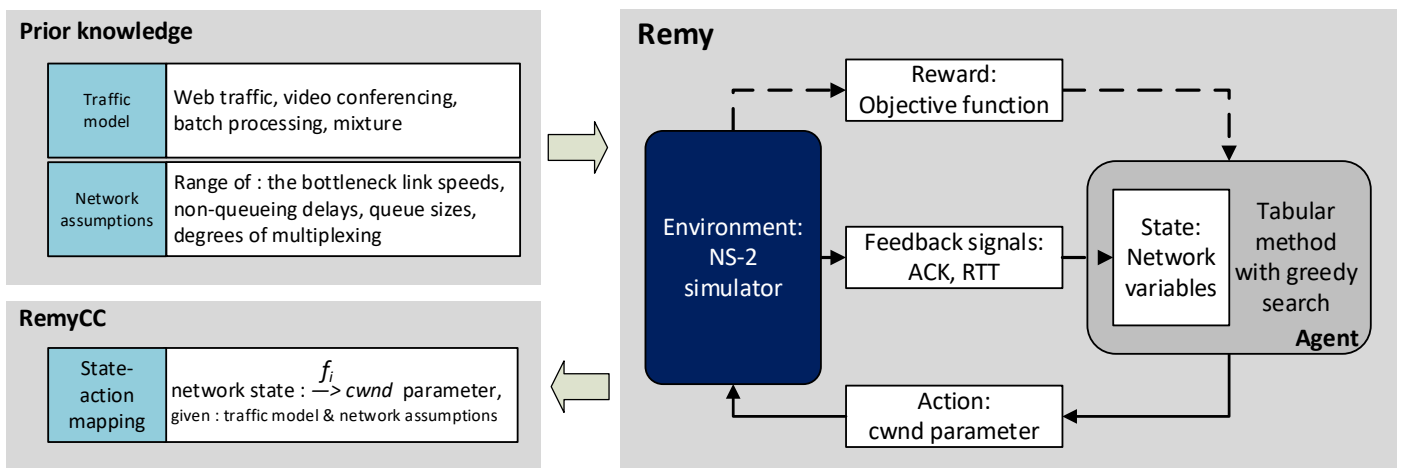 Prior knowledge
Traffic
model
Web traffic, video conferencing,
batch processing, mixture
Network
assumptions
Range of : the bottleneck link speeds,
non-queueing delays, queue sizes,
degrees of multiplexing
RemyCC
State-
action
mapping
network state : f_i —> cwnd parameter,
given : traffic model & network assumptions
Remy
Reward:
Objective function
Environment:
NS-2
simulator
Feedback signals:
ACK, RTT
State:
Network
variables
Tabular
method
with greedy
search
Agent
Action:
cwnd parameter